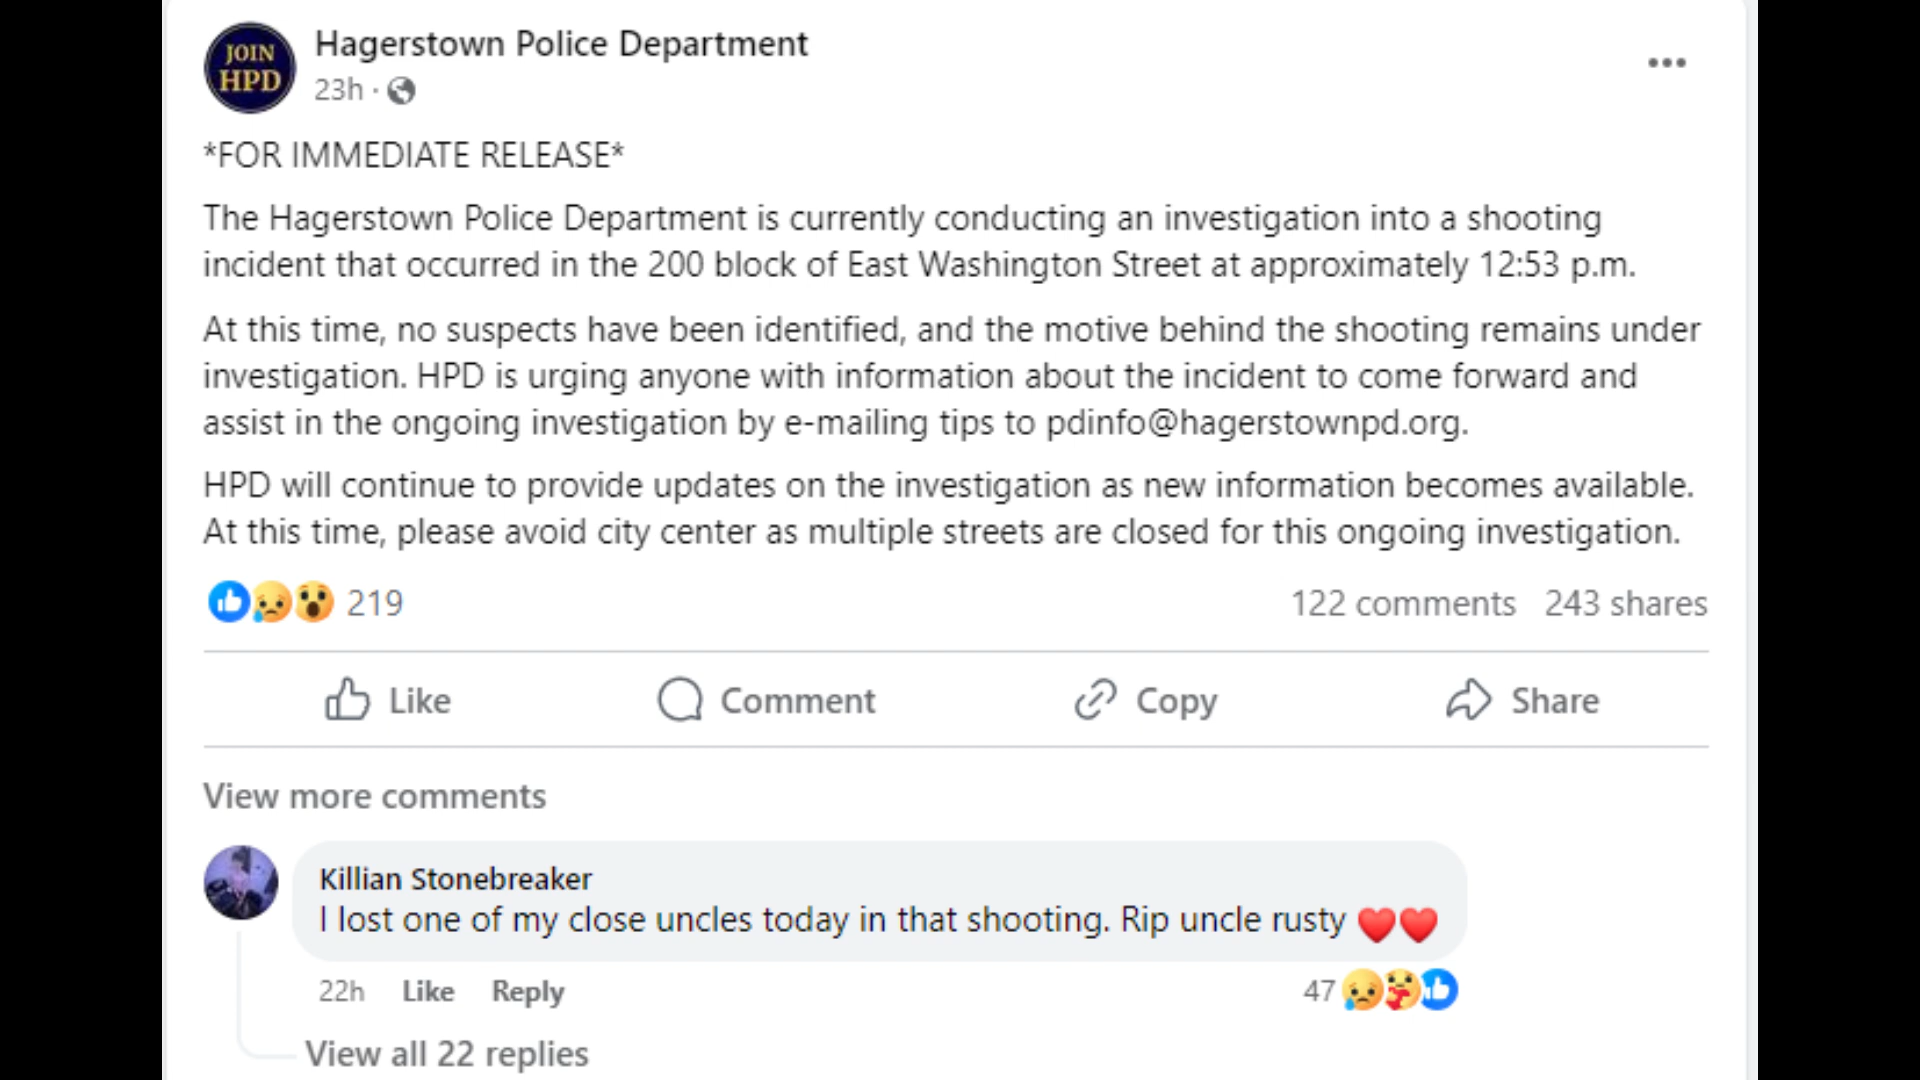 JOIN
HPD
Hagerstown Police Department
23h ·
*FOR IMMEDIATE RELEASE*
The Hagerstown Police Department is currently conducting an investigation into a shooting
incident that occurred in the 200 block of East Washington Street at approximately 12:53 p.m.
At this time, no suspects have been identified, and the motive behind the shooting remains under
investigation. HPD is urging anyone with information about the incident to come forward and
assist in the ongoing investigation by e-mailing tips to pdinfo@hagerstownpd.org.
HPD will continue to provide updates on the investigation as new information becomes available.
At this time, please avoid city center as multiple streets are closed for this ongoing investigation.
219 122 comments 243 shares
Like Comment Copy Share
View more comments
Killian Stonebreaker
I lost one of my close uncles today in that shooting. Rip uncle rusty ❤️❤️
22h Like Reply 47
View all 22 replies